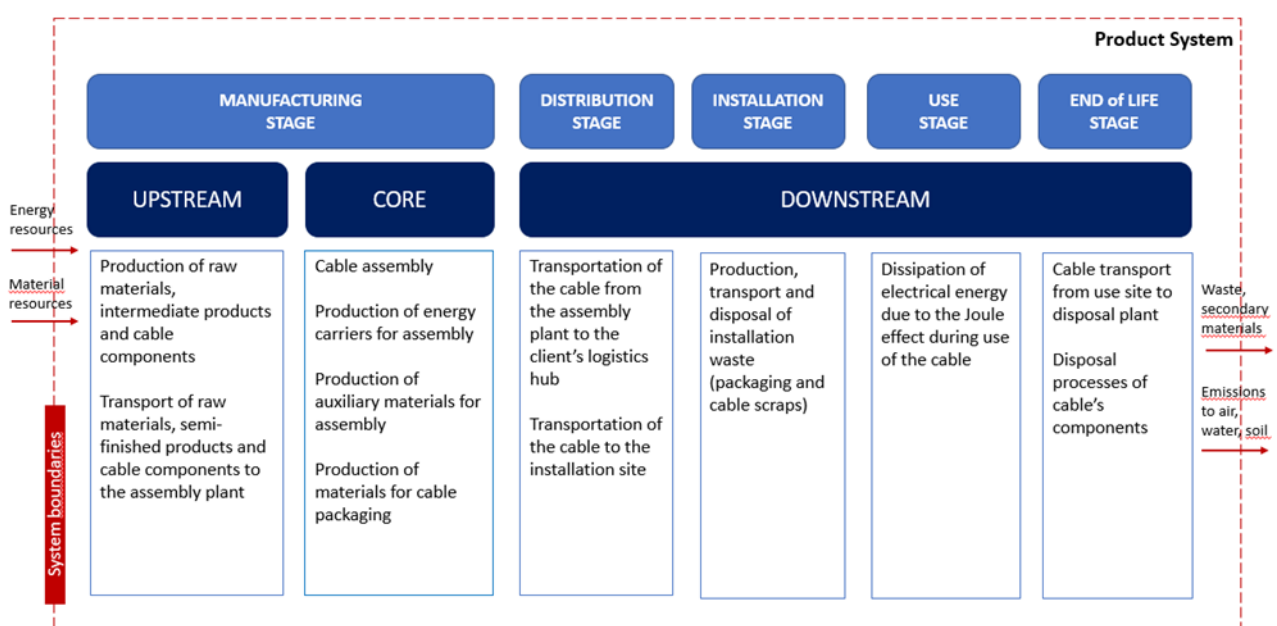 Product System
MANUFACTURING
STAGE
DISTRIBUTION
STAGE
INSTALLATION
STAGE
USE
STAGE
END of LIFE
STAGE
UPSTREAM
CORE
DOWNSTREAM
Energy
resources
Material
resources
System boundaries
Production of raw
materials,
intermediate products
and cable
components
Transport of raw
materials, semi-
finished products and
cable components to
the assembly plant
Cable assembly
Production of energy
carriers for assembly
Production of
auxiliary materials for
assembly
Production of
materials for cable
packaging
Transportation of
the cable from
the assembly
plant to the
client’s logistics
hub
Transportation of
the cable to the
installation site
Production,
transport and
disposal of
installation
waste
(packaging and
cable scraps)
Dissipation of
electrical energy
due to the Joule
effect during use
of the cable
Cable transport
from use site to
disposal plant
Disposal
processes of
cable’s
components
Waste,
secondary
materials
Emissions
to air,
water, soil